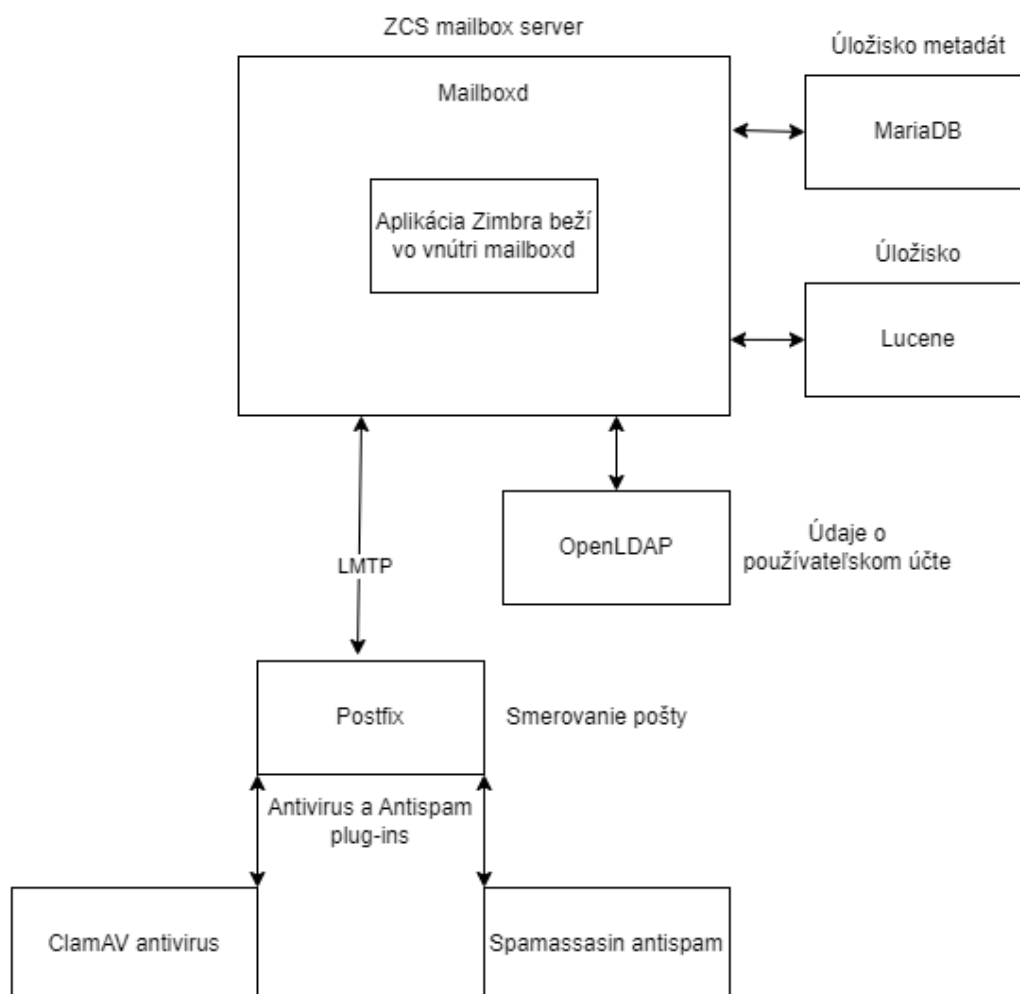 ZCS mailbox server
Úložisko metadát
Mailboxd
MariaDB
Aplikácia Zimbra beží
vo vnútri mailboxd
Úložisko
Lucene
OpenLDAP
Údaje o
používateľskom účte
LMTP
Postfix
Smerovanie pošty
Antivirus a Antispam
plug-ins
ClamAV antivirus
Spamassasin antispam